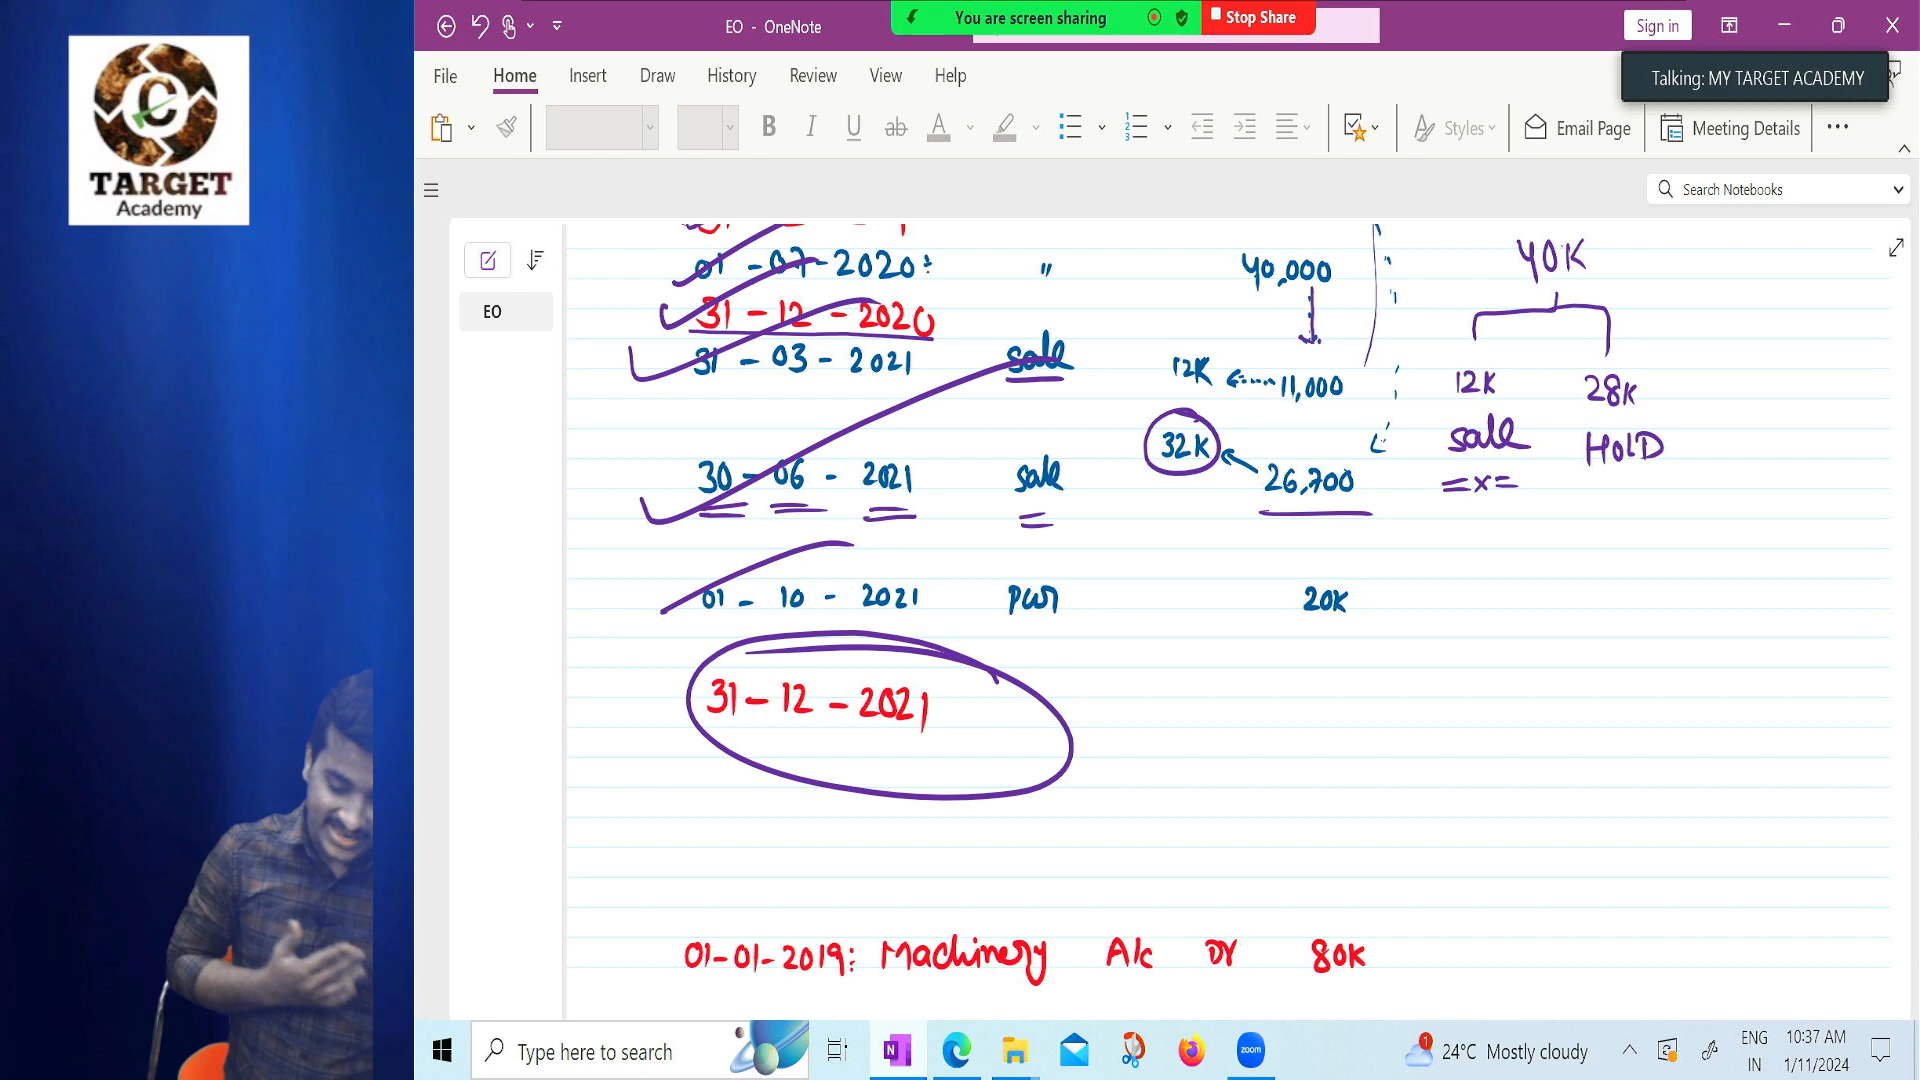 EO - OneNote
You are screen sharing
Stop Share
Sign in
Talking: MY TARGET ACADEMY
File Home Insert Draw History Review View Help
B I U ab A Styles Email Page Meeting Details
Search Notebooks
EO
C
TARGET
Academy
01 - 07 - 2020: " 40,000
31 - 12 - 2020
31 - 03 - 2021 sale 12K 11,000
40K
12K 28K
sale HOLD
=x=
30 - 06 - 2021 sale 32K 26,700
01 - 10 - 2021 pur 20K
31 - 12 - 2021
01-01-2019: Machinery A/c Dr 80K
Type here to search
N
zoom
1
24°C Mostly cloudy
ENG
IN
10:37 AM
1/11/2024